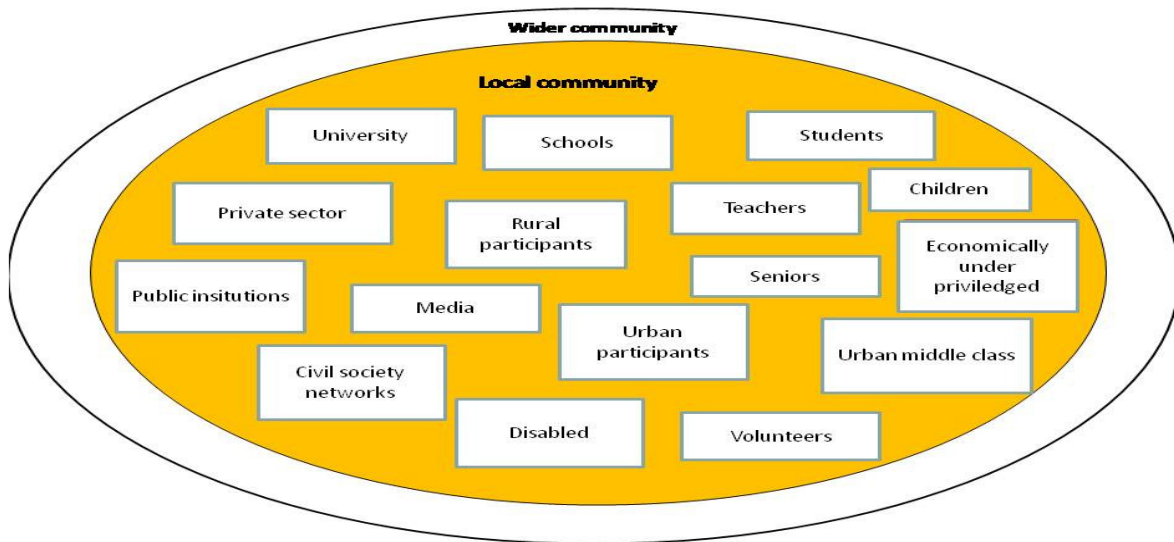 Wider community
Local community
University
Schools
Students
Children
Private sector
Rural
participants
Teachers
Economically
under
priviledged
Public insitutions
Media
Seniors
Urban
participants
Urban middle class
Civil society
networks
Disabled
Volunteers